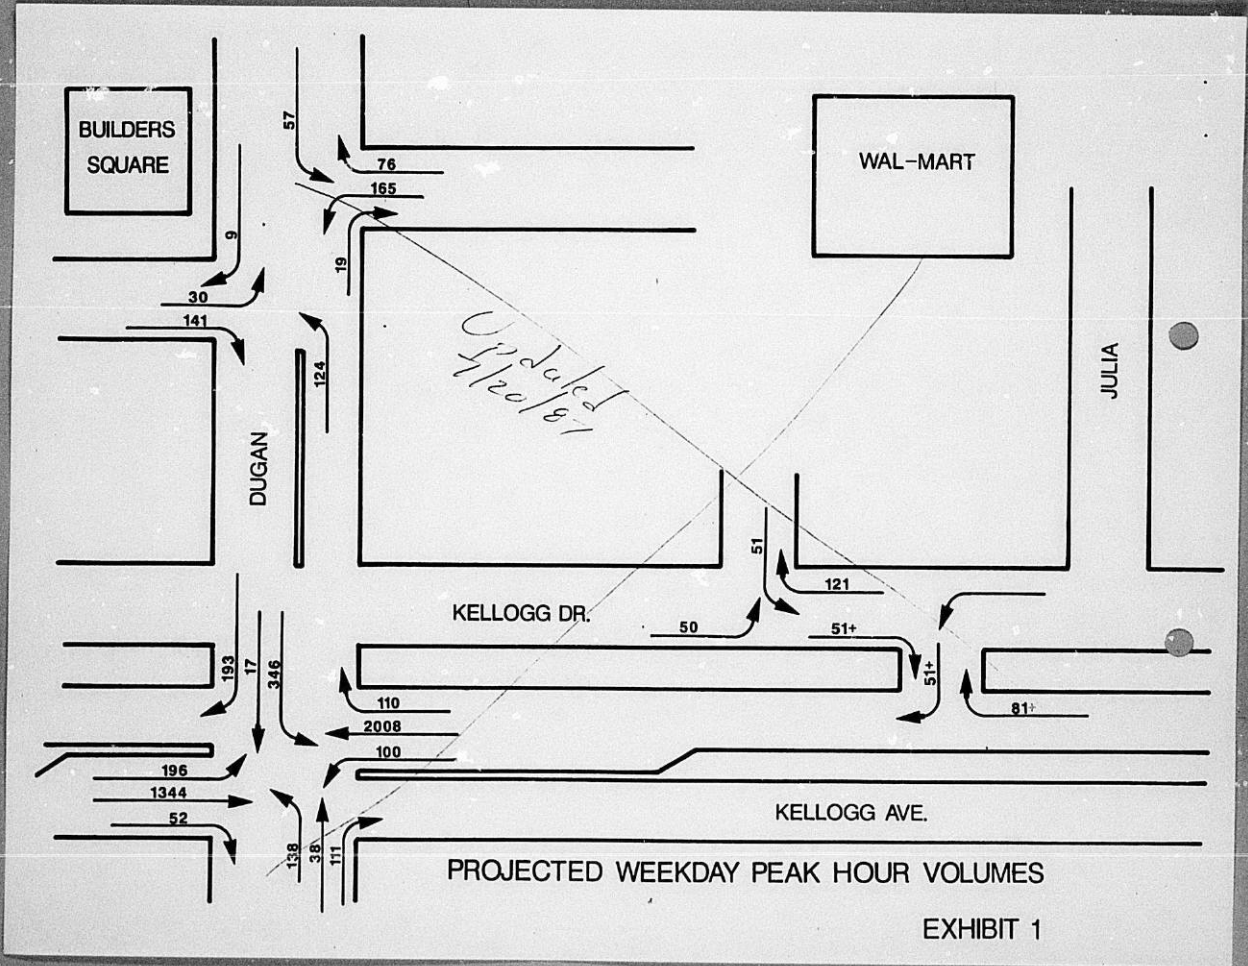 BUILDERS
SQUARE
57
76
165
WAL-MART
9
19
30
141
124
Updated
7/20/87
JULIA
DUGAN
51
121
KELLOGG DR.
50
51+
193
17
346
51+
110
81+
2008
100
196
1344
52
KELLOGG AVE.
138
38
111
PROJECTED WEEKDAY PEAK HOUR VOLUMES
EXHIBIT 1